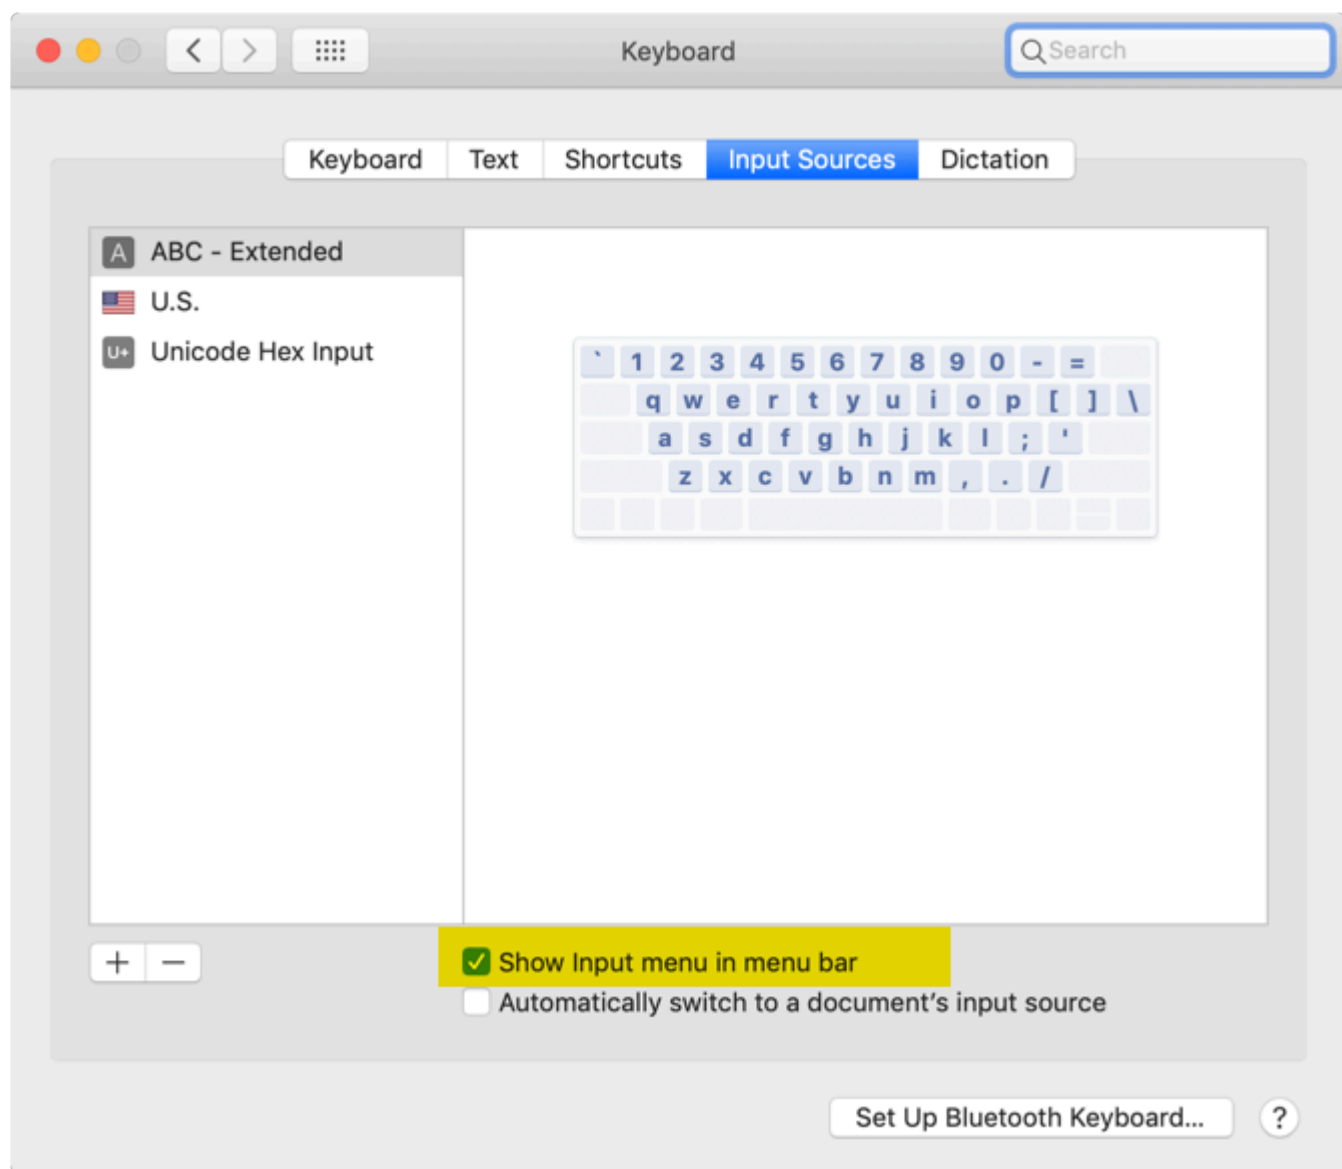 Keyboard
Search
Keyboard Text Shortcuts Input Sources Dictation
A ABC - Extended
U.S.
U+ Unicode Hex Input
` 1 2 3 4 5 6 7 8 9 0 - =
q w e r t y u i o p [ ] \
a s d f g h j k l ; '
z x c v b n m , . /
+ −
Show Input menu in menu bar
Automatically switch to a document’s input source
Set Up Bluetooth Keyboard... ?